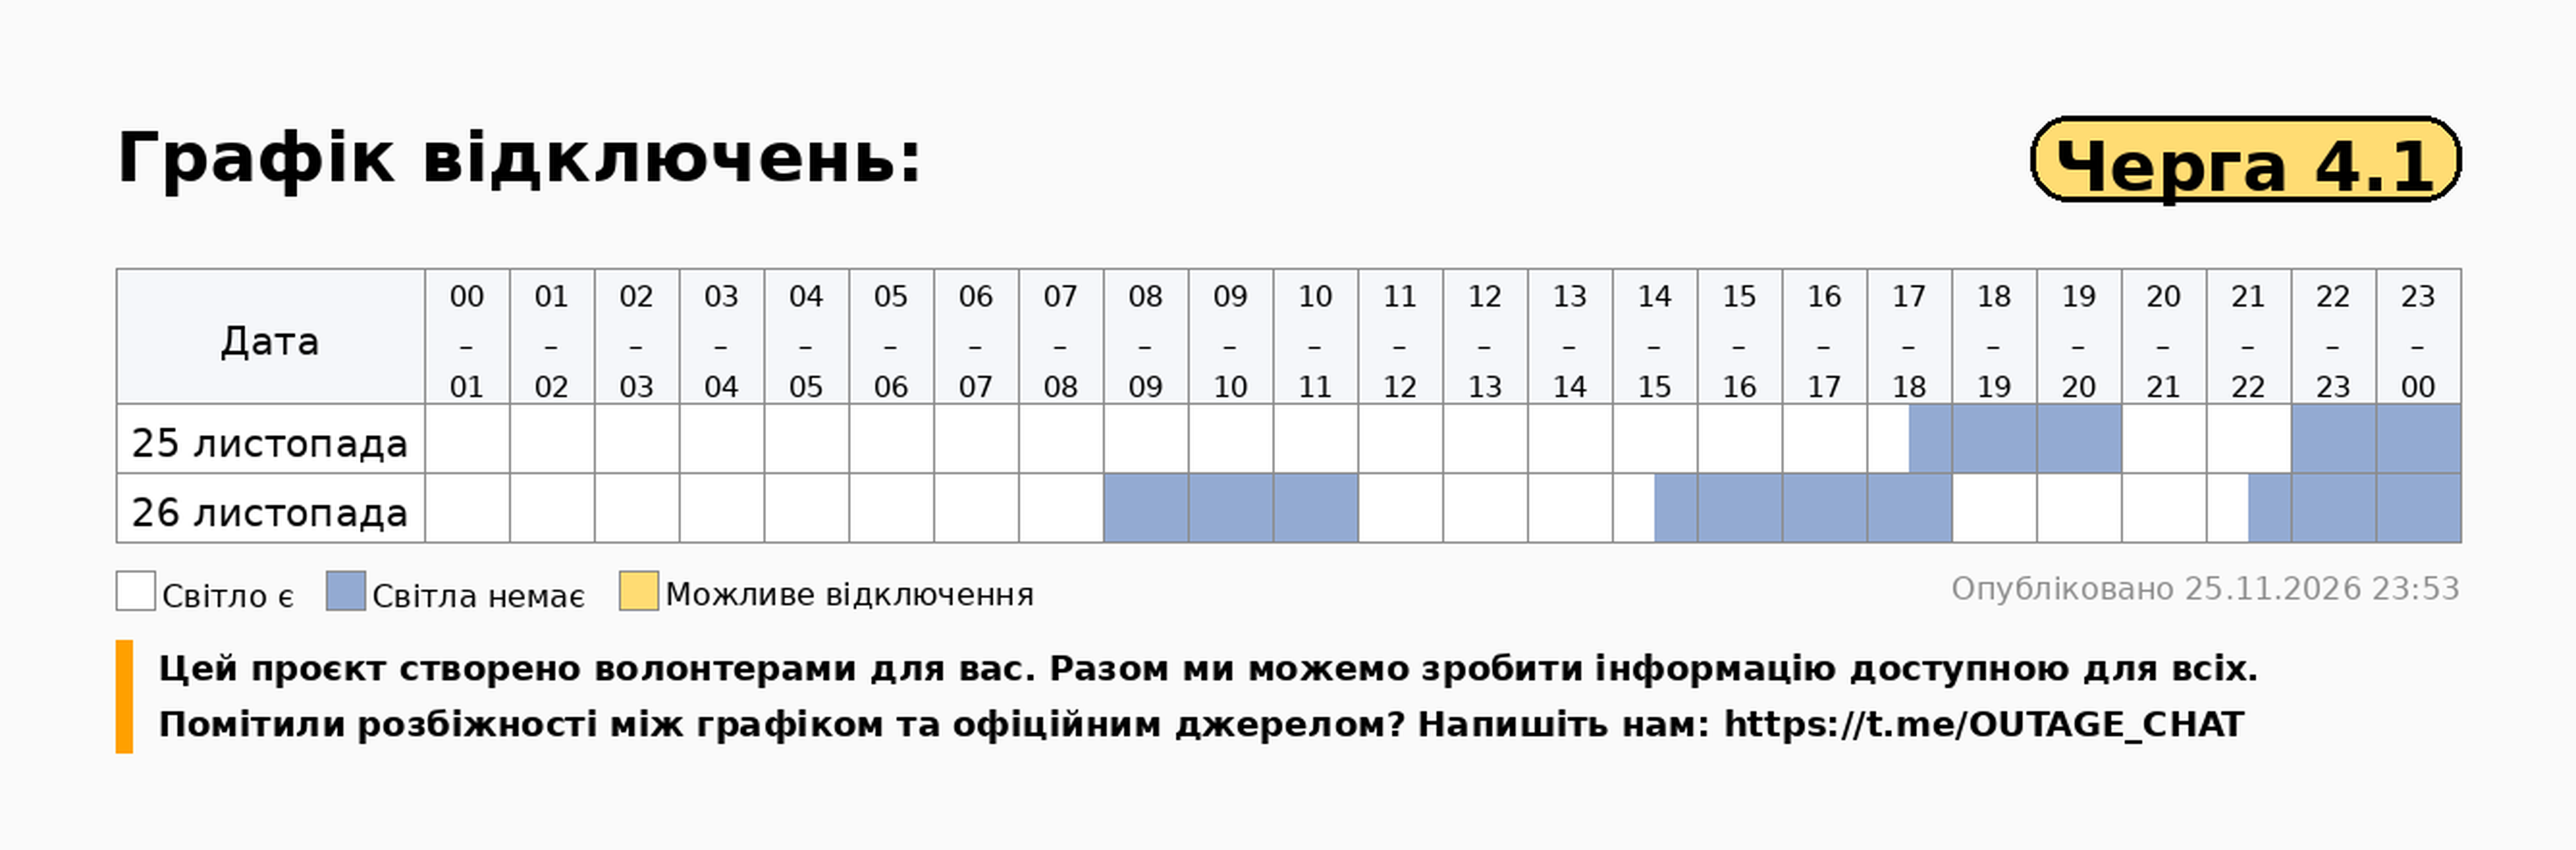 Графік відключень:
Черга 4.1
Дата
00 – 01
01 – 02
02 – 03
03 – 04
04 – 05
05 – 06
06 – 07
07 – 08
08 – 09
09 – 10
10 – 11
11 – 12
12 – 13
13 – 14
14 – 15
15 – 16
16 – 17
17 – 18
18 – 19
19 – 20
20 – 21
21 – 22
22 – 23
23 – 00
25 листопада
26 листопада
Світло є
Світла немає
Можливе відключення
Опубліковано 25.11.2026 23:53
Цей проєкт створено волонтерами для вас. Разом ми можемо зробити інформацію доступною для всіх.
Помітили розбіжності між графіком та офіційним джерелом? Напишіть нам: https://t.me/OUTAGE_CHAT